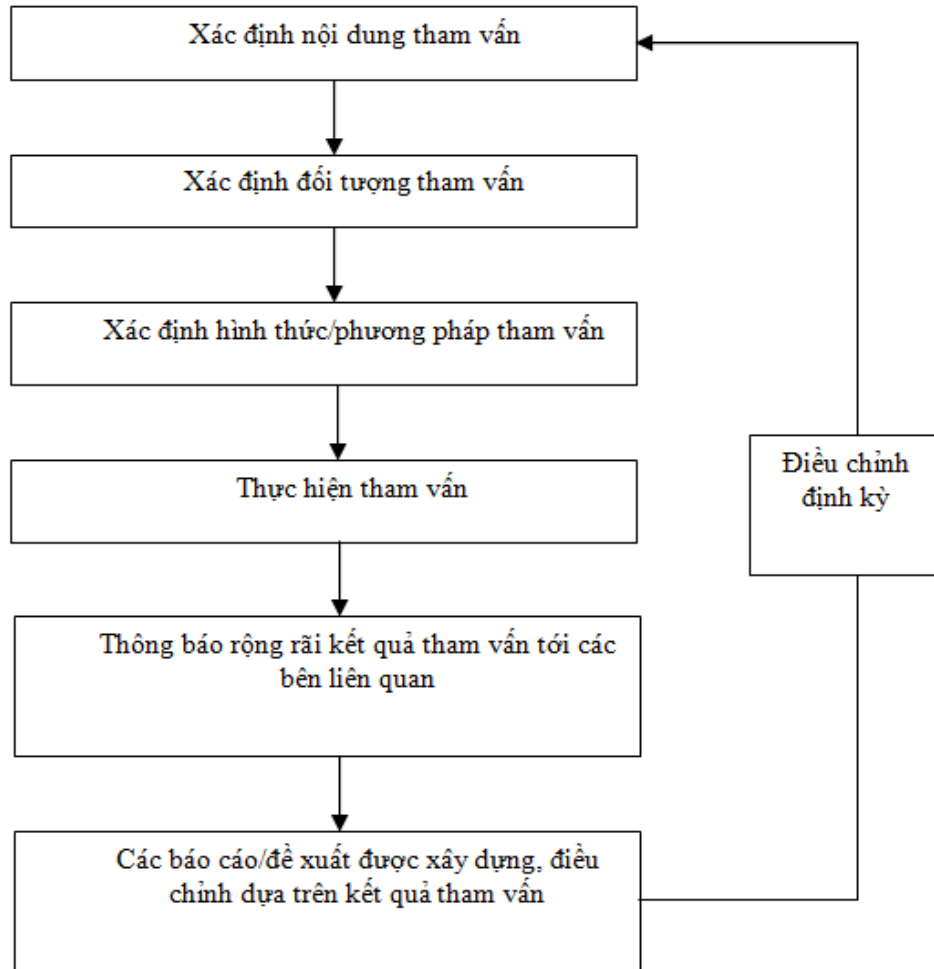 Xác định nội dung tham vấn
Xác định đối tượng tham vấn
Xác định hình thức/phương pháp tham vấn
Thực hiện tham vấn
Thông báo rộng rãi kết quả tham vấn tới các
bên liên quan
Các báo cáo/đề xuất được xây dựng, điều
chỉnh dựa trên kết quả tham vấn
Điều chỉnh
định kỳ